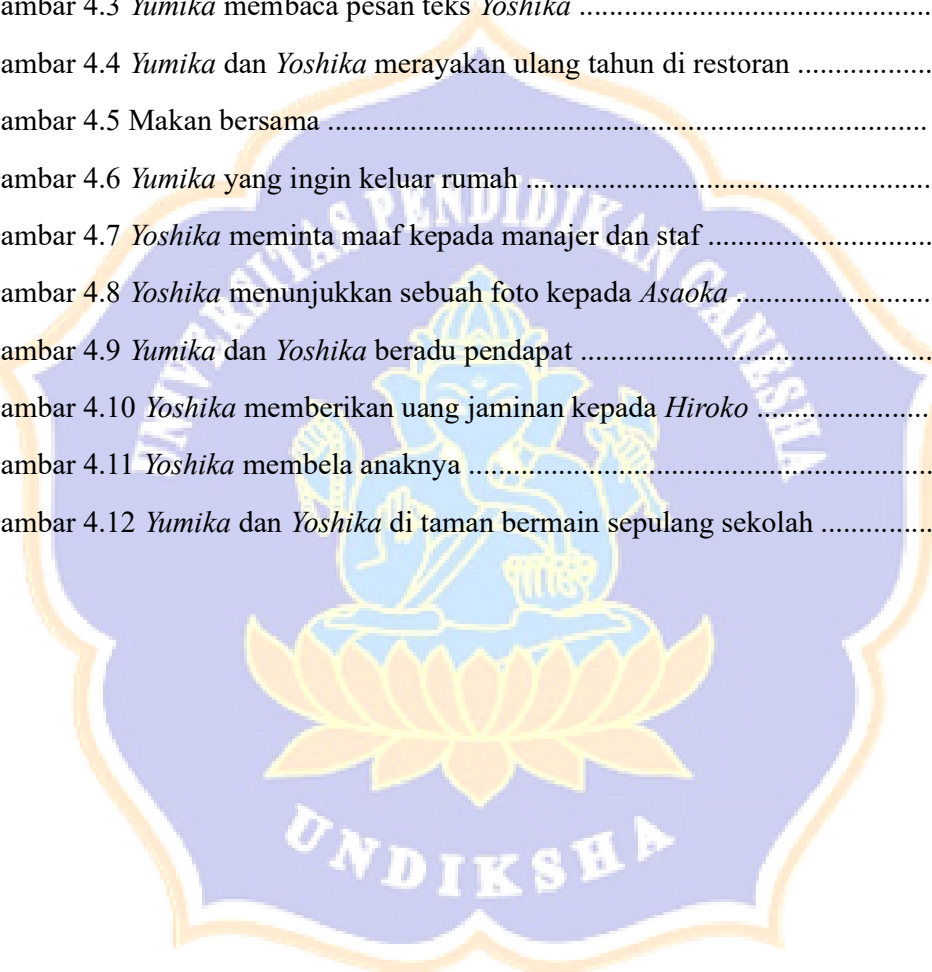 ambar 4.3 Yumika membaca pesan teks Yoshika ...............................................
ambar 4.4 Yumika dan Yoshika merayakan ulang tahun di restoran ..................
ambar 4.5 Makan bersama ................................................................................
ambar 4.6 Yumika yang ingin keluar rumah ......................................................
ambar 4.7 Yoshika meminta maaf kepada manajer dan staf ..............................
ambar 4.8 Yoshika menunjukkan sebuah foto kepada Asaoka ..........................
ambar 4.9 Yumika dan Yoshika beradu pendapat ...............................................
ambar 4.10 Yoshika memberikan uang jaminan kepada Hiroko .......................
ambar 4.11 Yoshika membela anaknya ..............................................................
ambar 4.12 Yumika dan Yoshika di taman bermain sepulang sekolah ...............
UNIVERSITAS PENDIDIKAN GANESHA
UNDIKSHA